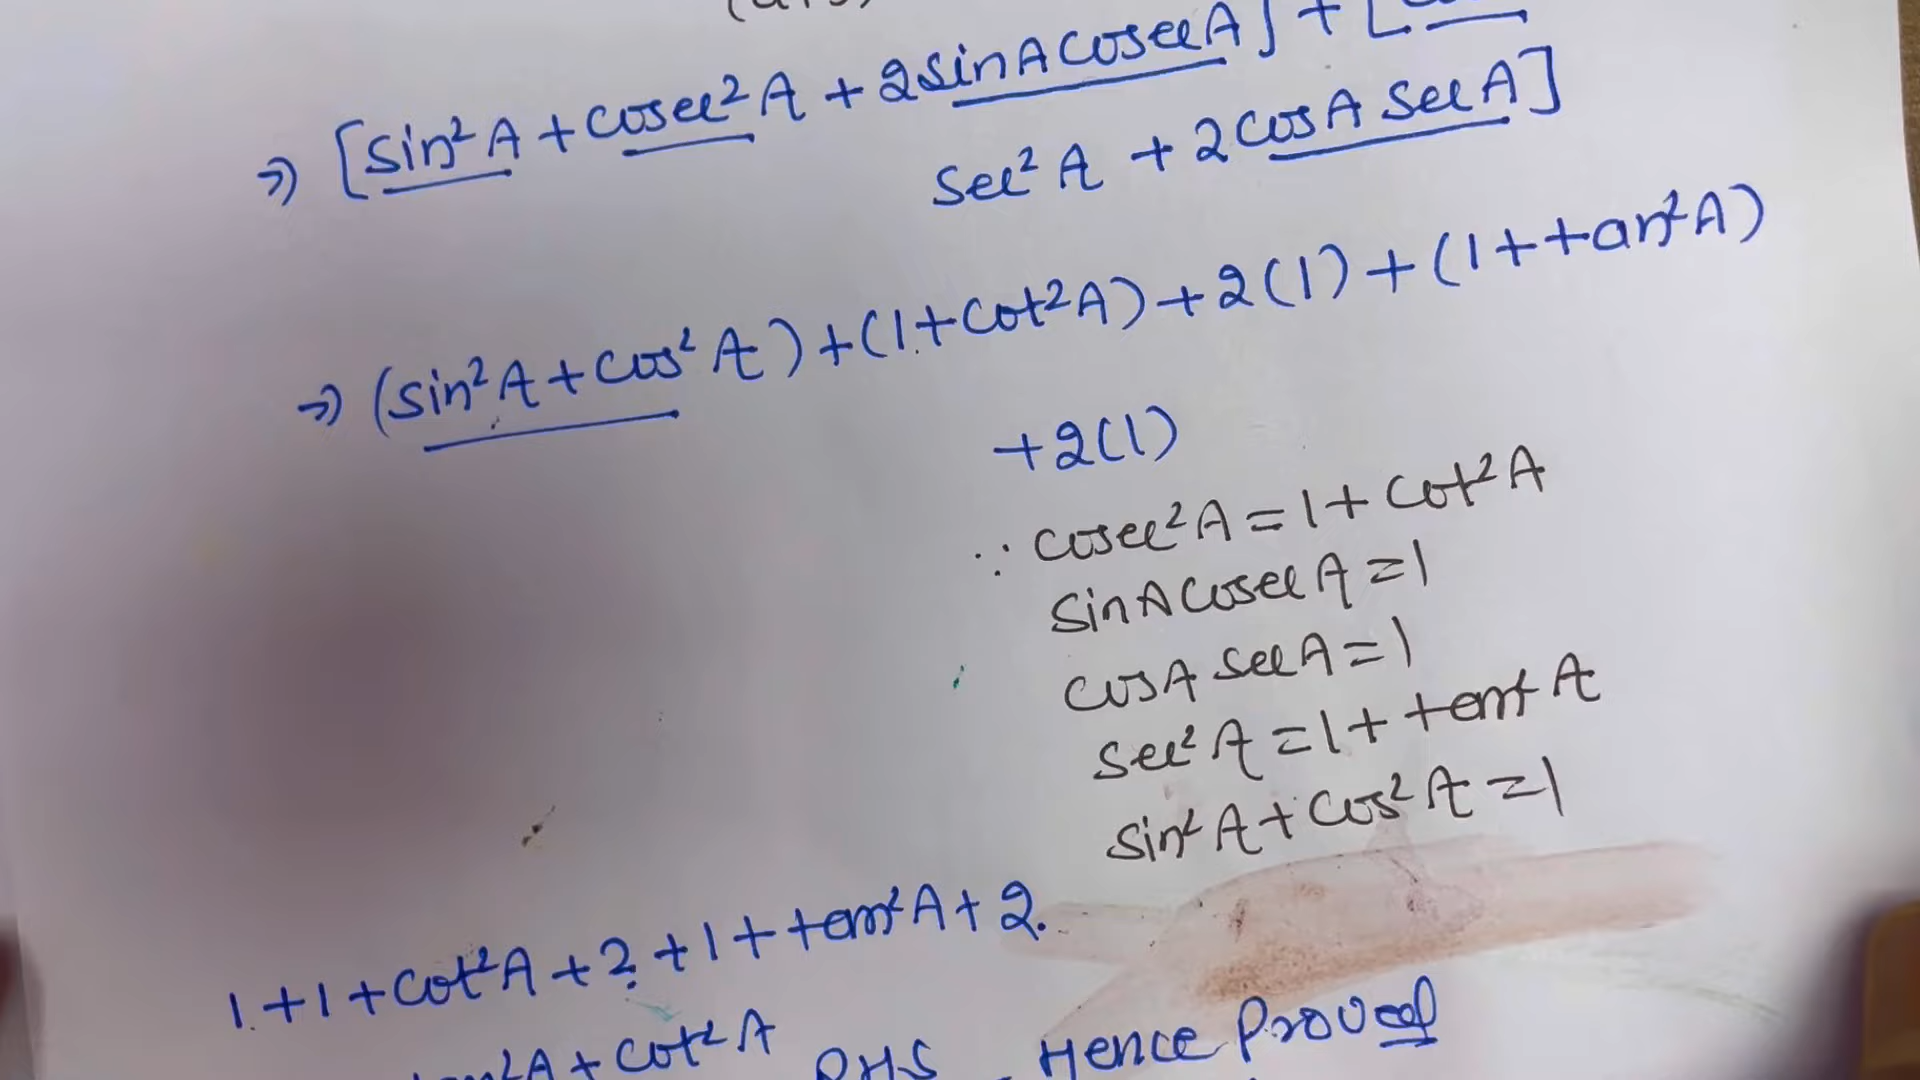 ⇒ [sin²A + cosec²A + 2sinA cosecA] + [
sec²A + 2cosA secA]
⇒ (sin²A + cos²A) + (1 + cot²A) + 2(1) + (1 + tan²A)
+2(1)
∵ cosec²A = 1 + cot²A
sinA cosecA = 1
cosA secA = 1
sec²A = 1 + tan²A
sin²A + cos²A = 1
1 + 1 + cot²A + 2 + 1 + tan²A + 2.
tan²A + cot²A RHS. Hence Proved